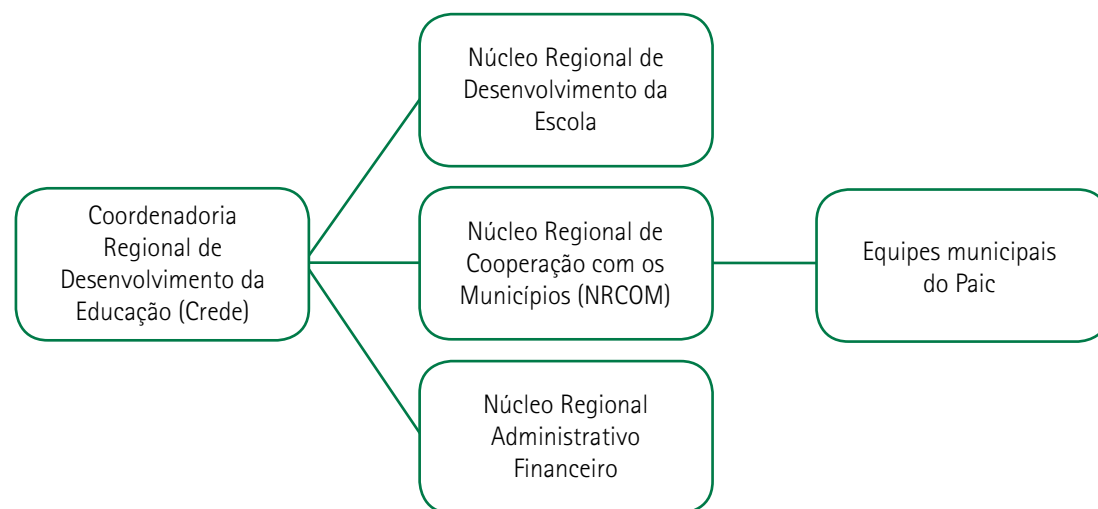 Núcleo Regional de
Desenvolvimento da
Escola
Coordenadoria
Regional de
Desenvolvimento da
Educação (Crede)
Núcleo Regional de
Cooperação com os
Municípios (NRCOM)
Equipes municipais
do Paic
Núcleo Regional
Administrativo
Financeiro